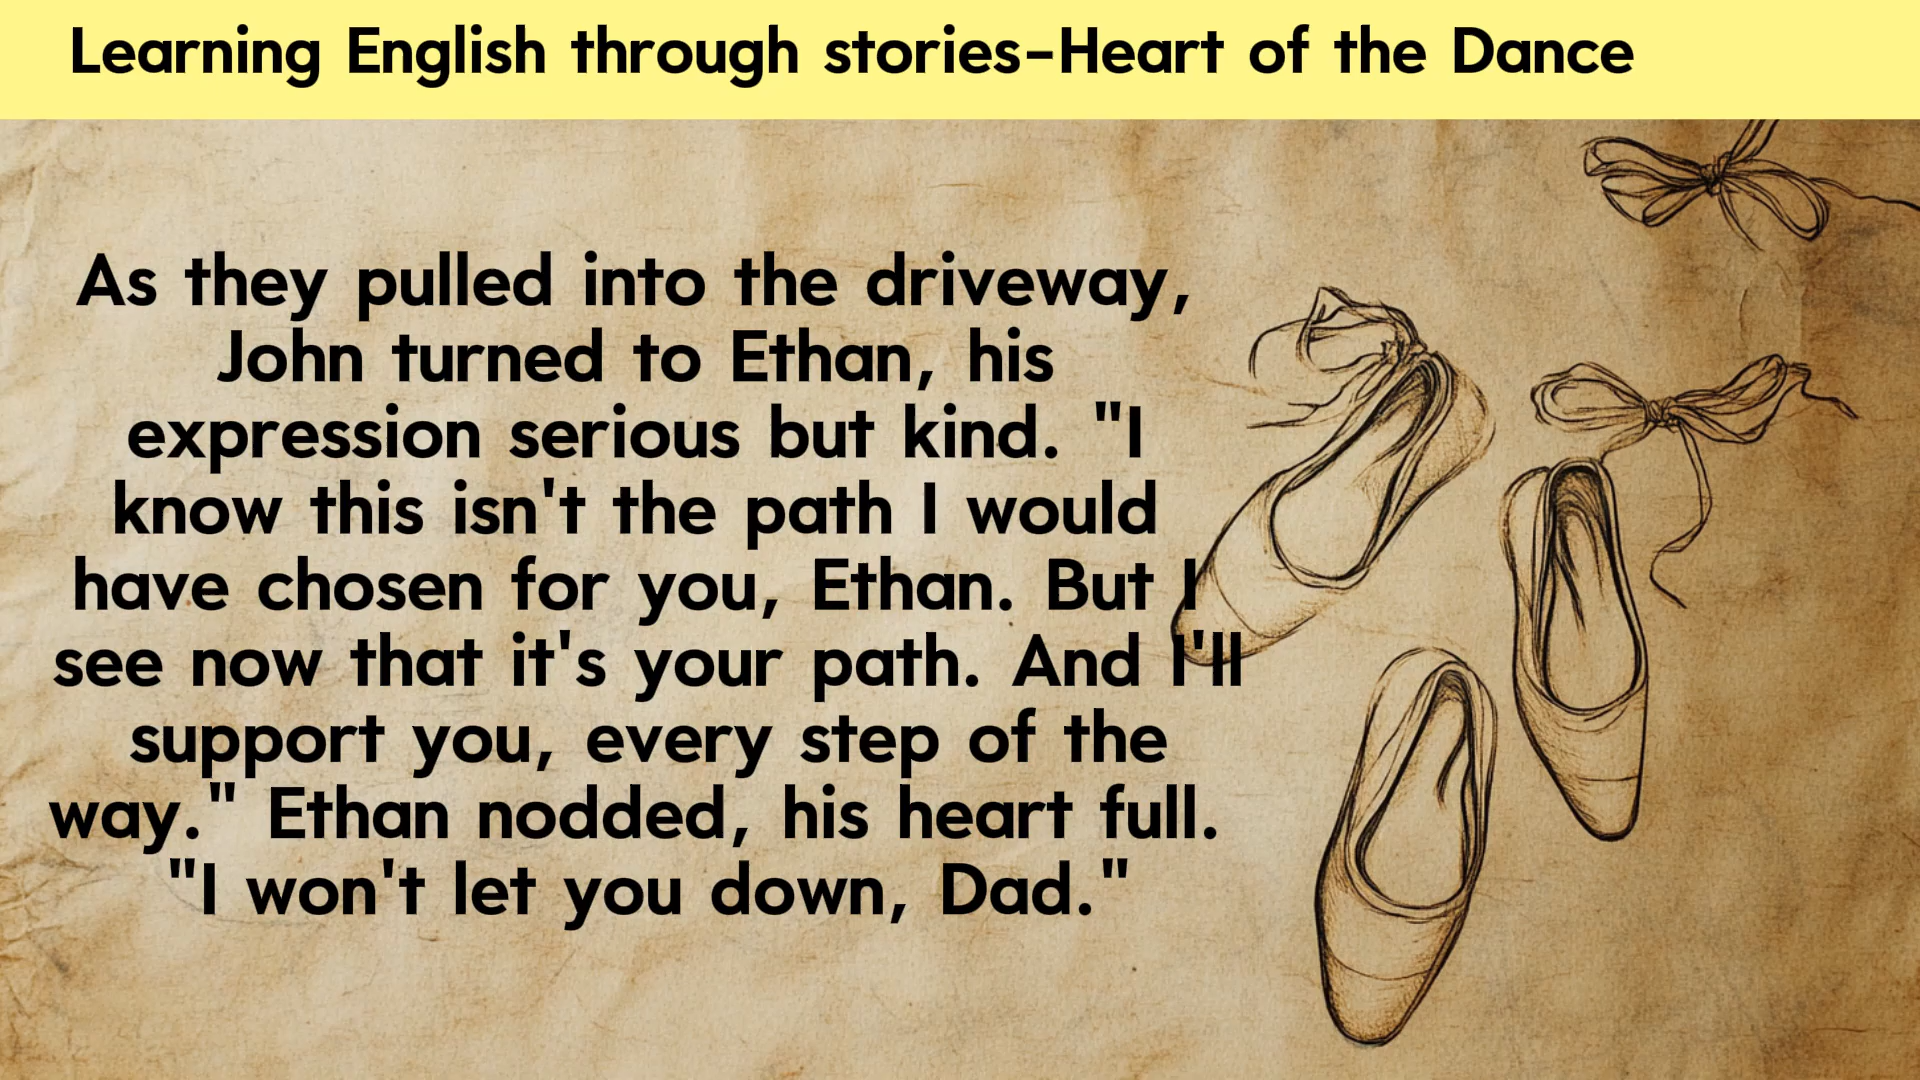 Learning English through stories-Heart of the Dance
As they pulled into the driveway,
John turned to Ethan, his
expression serious but kind. "I
know this isn't the path I would
have chosen for you, Ethan. But I
see now that it's your path. And I'll
support you, every step of the
way." Ethan nodded, his heart full.
"I won't let you down, Dad."